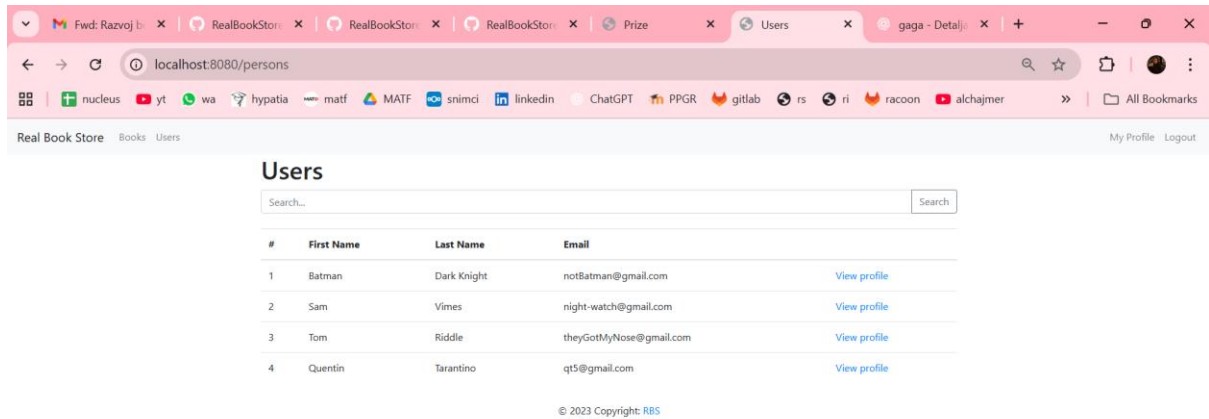 Fwd: Razvoj b RealBookStore RealBookStore RealBookStore Prize Users gaga - Detalja
localhost:8080/persons
nucleus yt wa hypatia matf MATF snimci linkedin ChatGPT PPGR gitlab rs ri racoon alchajmer » All Bookmarks
Real Book Store Books Users My Profile Logout
Users
Search... Search
# First Name Last Name Email
1 Batman Dark Knight notBatman@gmail.com View profile
2 Sam Vimes night-watch@gmail.com View profile
3 Tom Riddle theyGotMyNose@gmail.com View profile
4 Quentin Tarantino qt5@gmail.com View profile
© 2023 Copyright: RBS